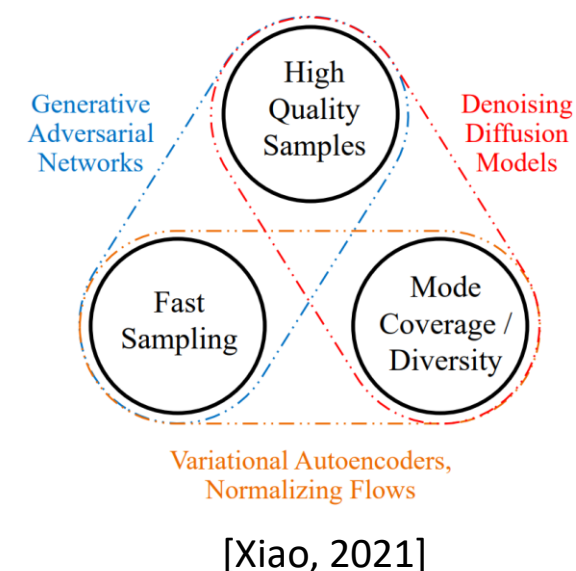 High
Quality
Samples
Generative
Adversarial
Networks
Denoising
Diffusion
Models
Fast
Sampling
Mode
Coverage /
Diversity
Variational Autoencoders,
Normalizing Flows
[Xiao, 2021]